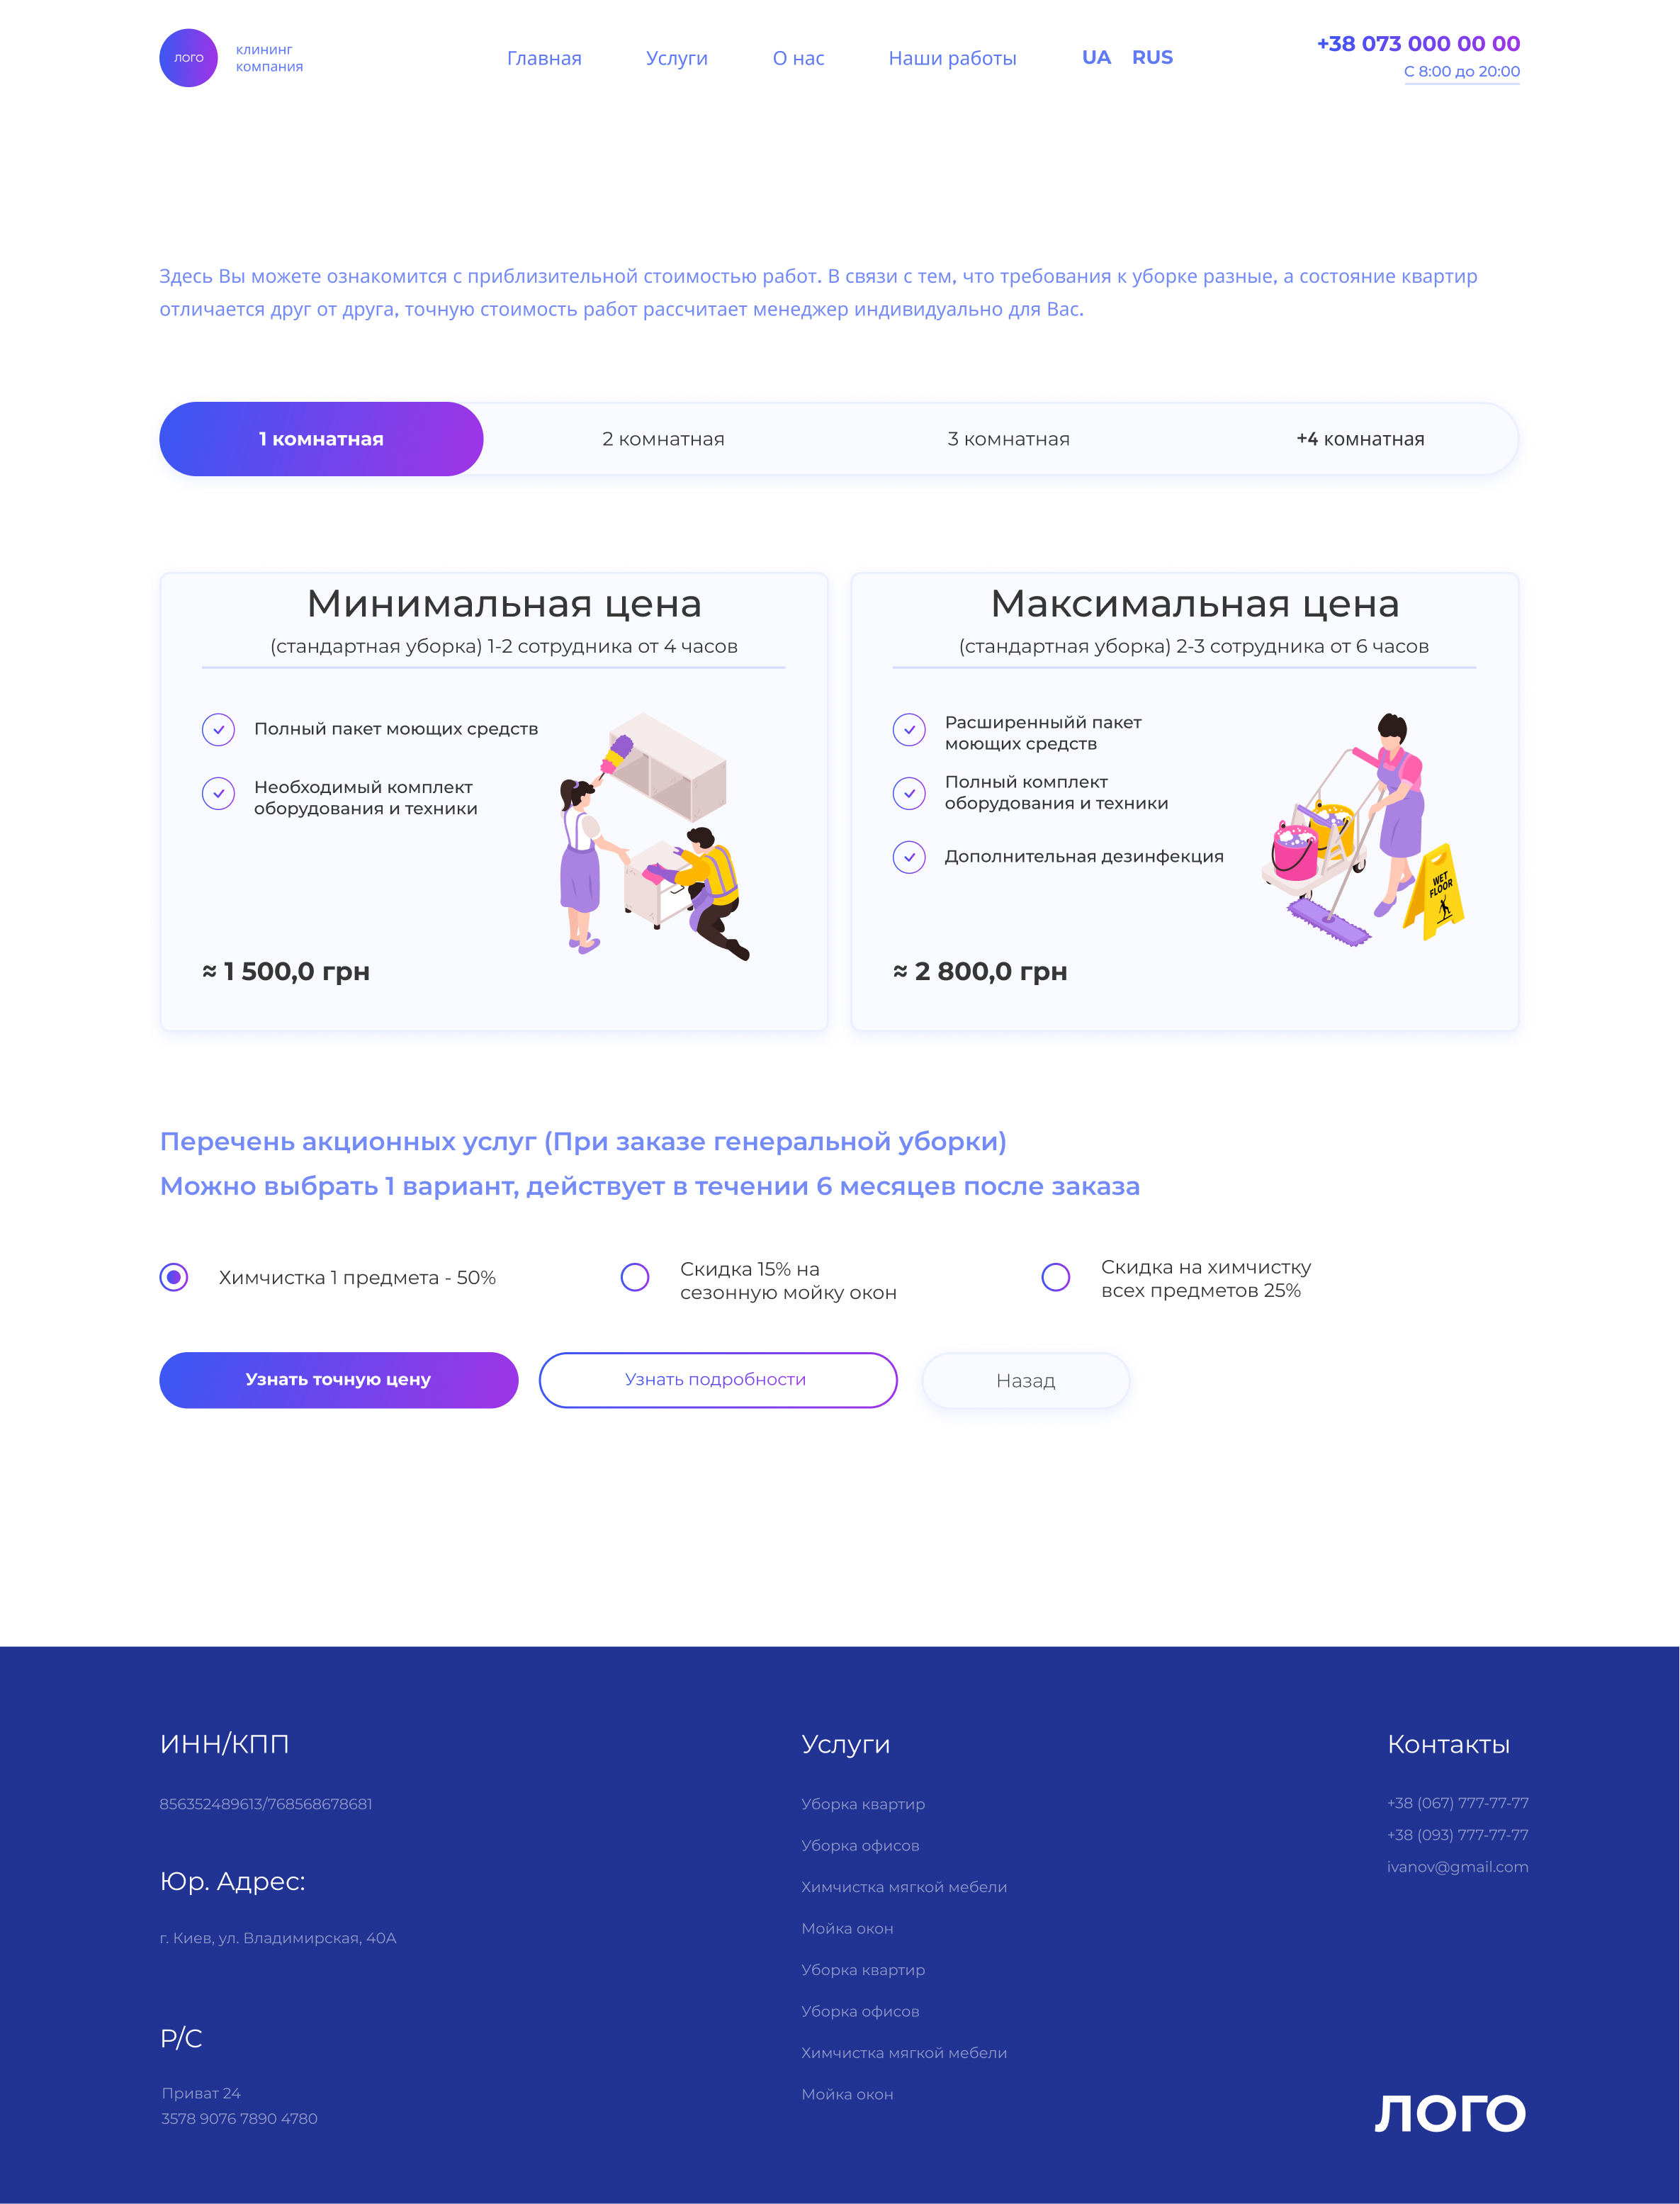 ЛОГО
клининг
компания
Главная
Услуги
О нас
Наши работы
UA
RUS
+38 073 000 00 00
С 8:00 до 20:00
Здесь Вы можете ознакомится с приблизительной стоимостью работ. В связи с тем, что требования к уборке разные, а состояние квартир
отличается друг от друга, точную стоимость работ рассчитает менеджер индивидуально для Вас.
1 комнатная
2 комнатная
3 комнатная
+4 комнатная
Минимальная цена
(стандартная уборка) 1-2 сотрудника от 4 часов
Полный пакет моющих средств
Необходимый комплект
оборудования и техники
≈ 1 500,0 грн
Максимальная цена
(стандартная уборка) 2-3 сотрудника от 6 часов
Расширенныйй пакет
моющих средств
Полный комплект
оборудования и техники
Дополнительная дезинфекция
WET
FLOOR
≈ 2 800,0 грн
Перечень акционных услуг (При заказе генеральной уборки)
Можно выбрать 1 вариант, действует в течении 6 месяцев после заказа
Химчистка 1 предмета - 50%
Скидка 15% на
сезонную мойку окон
Скидка на химчистку
всех предметов 25%
Узнать точную цену
Узнать подробности
Назад
ИНН/КПП
856352489613/768568678681
Юр. Адрес:
г. Киев, ул. Владимирская, 40А
Р/С
Приват 24
3578 9076 7890 4780
Услуги
Уборка квартир
Уборка офисов
Химчистка мягкой мебели
Мойка окон
Уборка квартир
Уборка офисов
Химчистка мягкой мебели
Мойка окон
Контакты
+38 (067) 777-77-77
+38 (093) 777-77-77
ivanov@gmail.com
ЛОГО